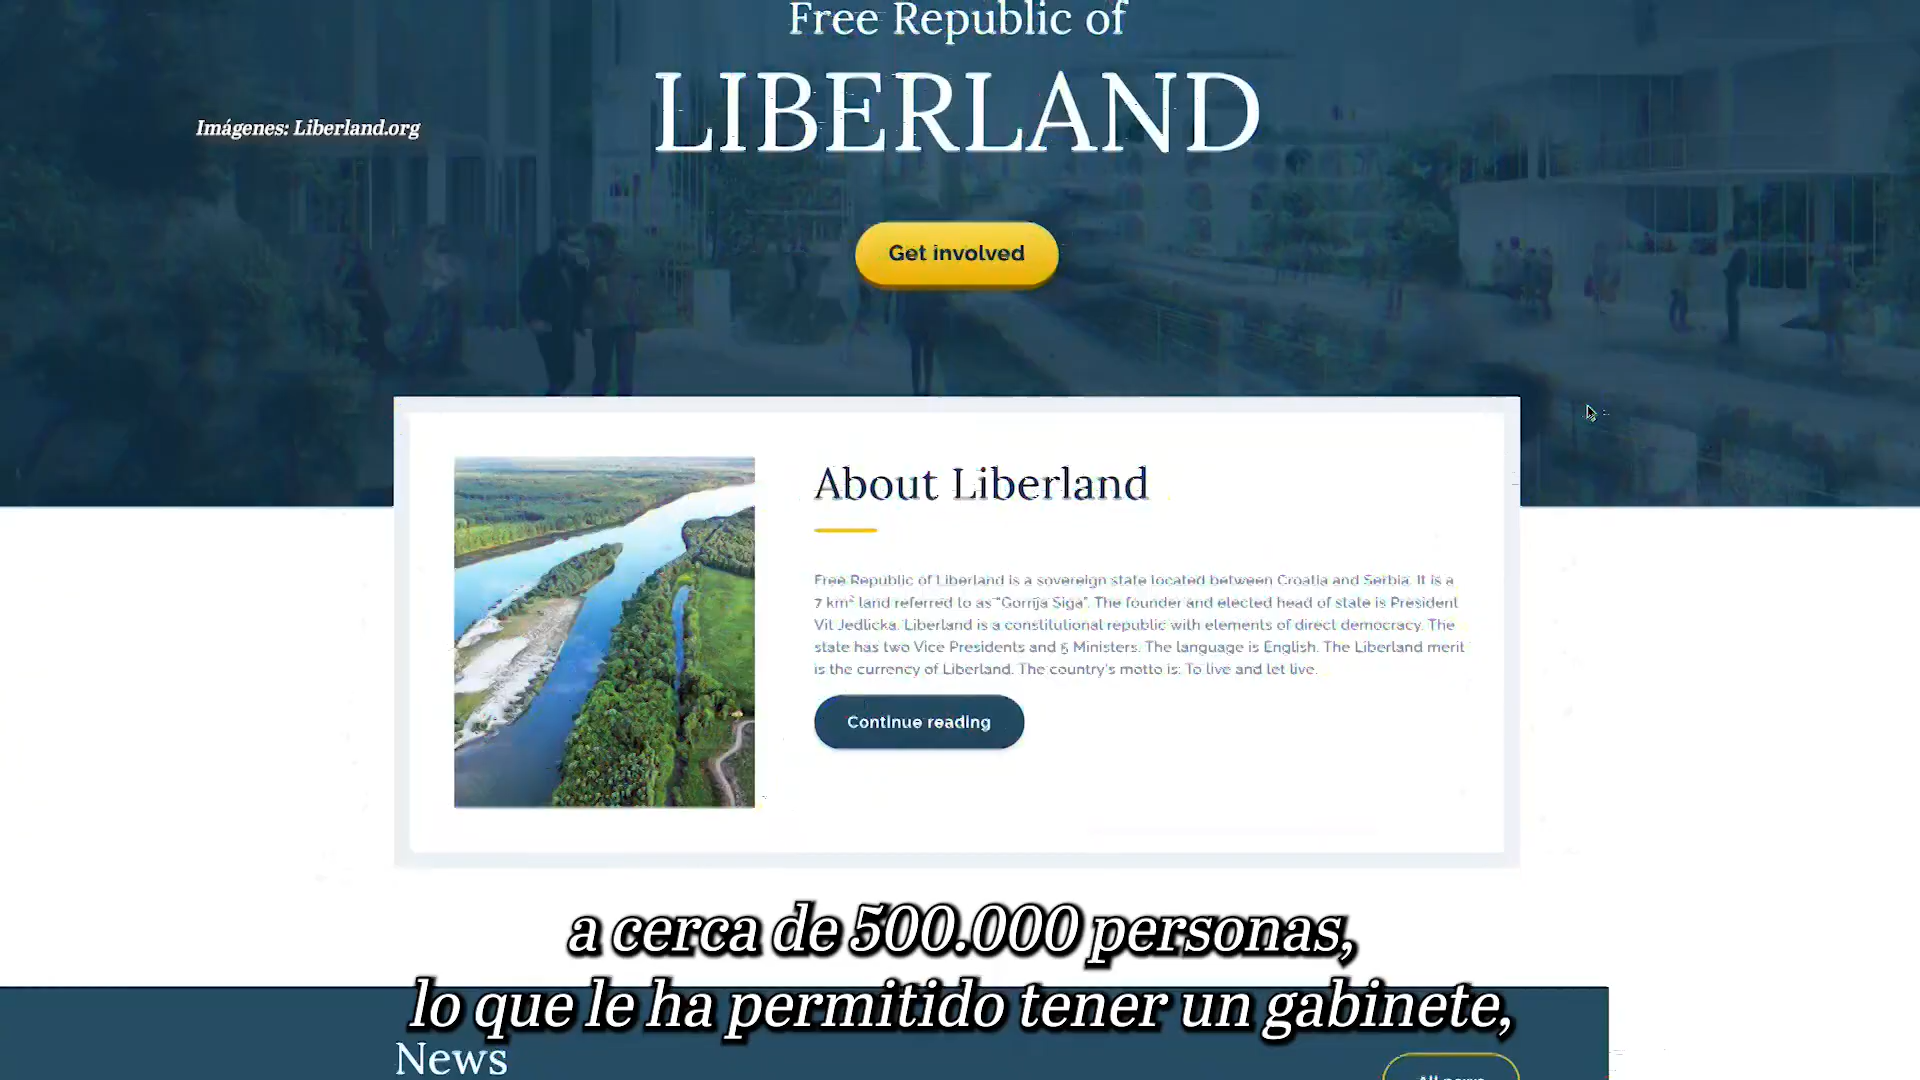 Free Republic of
LIBERLAND
Imágenes: Liberland.org
Get involved
About Liberland
Free Republic of Liberland is a sovereign state located between Croatia and Serbia. It is a
7 km² land referred to as "Gornja Siga". The founder and elected head of state is President
Vit Jedlicka. Liberland is a constitutional republic with elements of direct democracy. The
state has two Vice Presidents and 5 Ministers. The language is English. The Liberland merit
is the currency of Liberland. The country's motto is: To live and let live.
Continue reading
a cerca de 500.000 personas,
lo que le ha permitido tener un gabinete,
News
All news